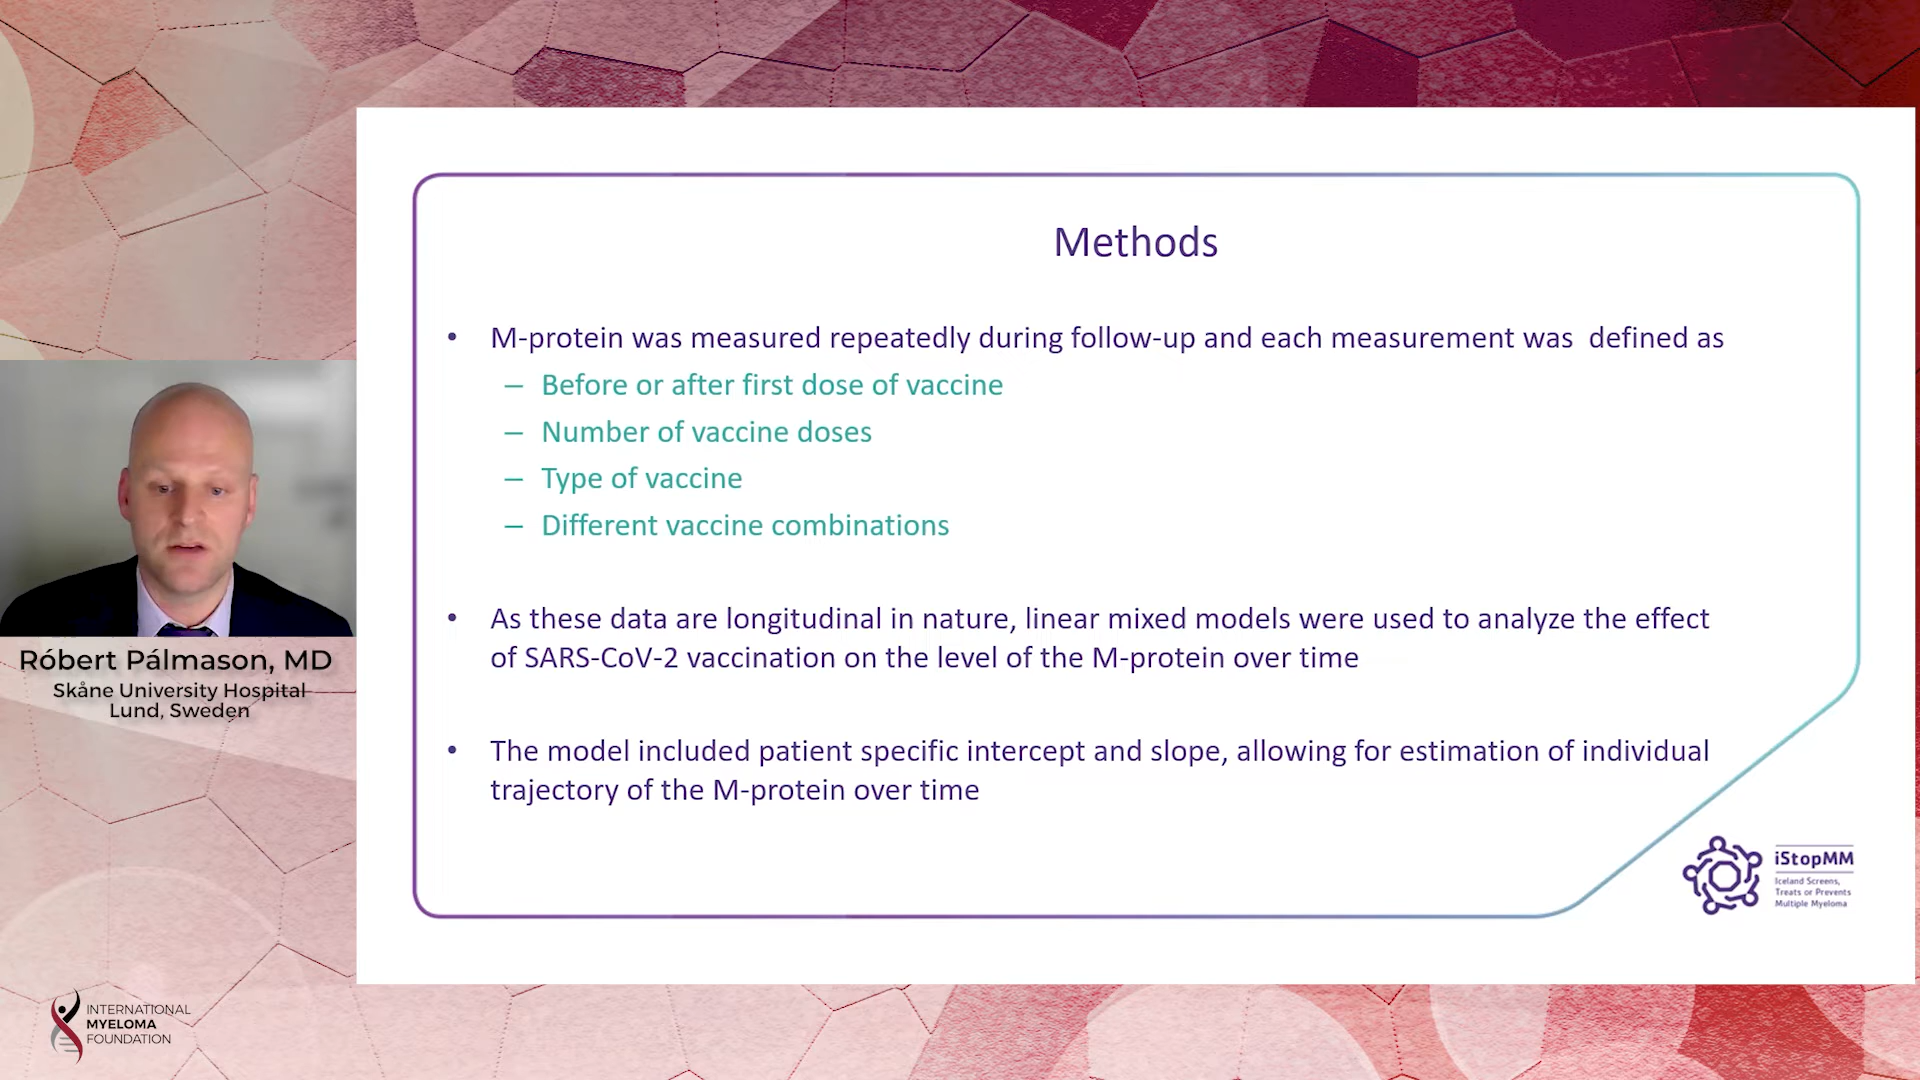 Methods
• M-protein was measured repeatedly during follow-up and each measurement was defined as
– Before or after first dose of vaccine
– Number of vaccine doses
– Type of vaccine
– Different vaccine combinations
• As these data are longitudinal in nature, linear mixed models were used to analyze the effect
of SARS-CoV-2 vaccination on the level of the M-protein over time
• The model included patient specific intercept and slope, allowing for estimation of individual
trajectory of the M-protein over time
iStopMM
Iceland Screens,
Treats or Prevents
Multiple Myeloma
Róbert Pálmason, MD
Skåne University Hospital
Lund, Sweden
INTERNATIONAL
MYELOMA
FOUNDATION